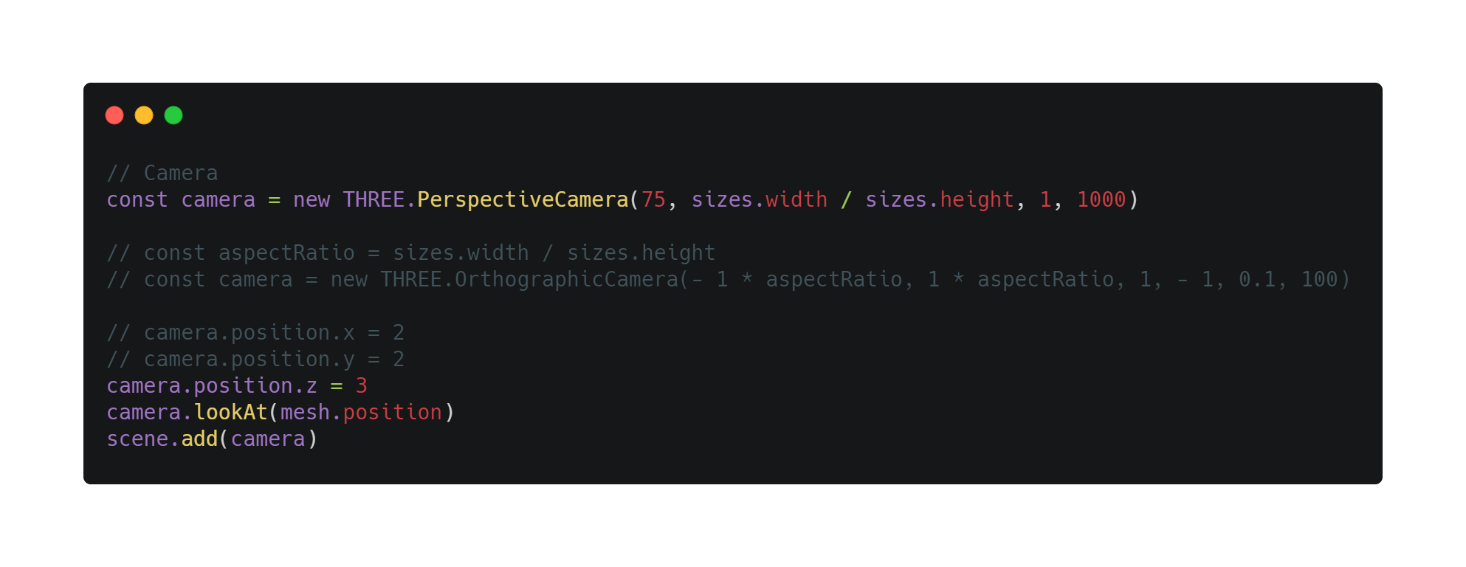 // Camera
const camera = new THREE.PerspectiveCamera(75, sizes.width / sizes.height, 1, 1000)
// const aspectRatio = sizes.width / sizes.height
// const camera = new THREE.OrthographicCamera(- 1 * aspectRatio, 1 * aspectRatio, 1, - 1, 0.1, 100)
// camera.position.x = 2
// camera.position.y = 2
camera.position.z = 3
camera.lookAt(mesh.position)
scene.add(camera)